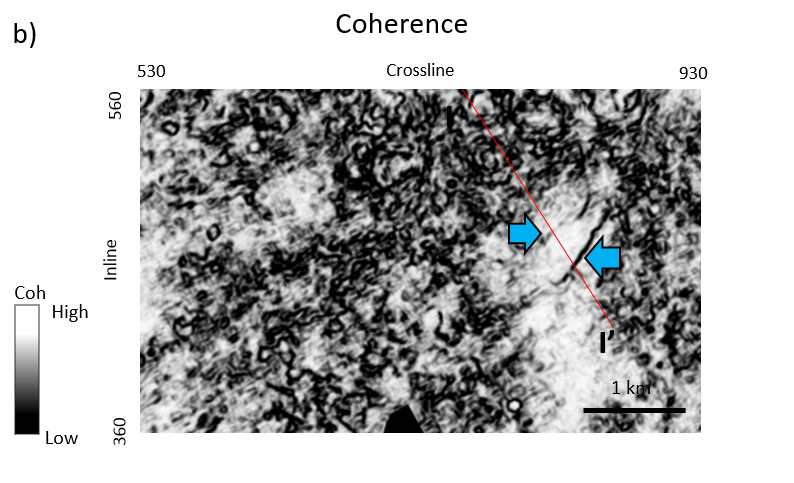 b)
Coherence
530
Crossline
930
560
I
Inline
Coh
High
Low
I’
1 km
360